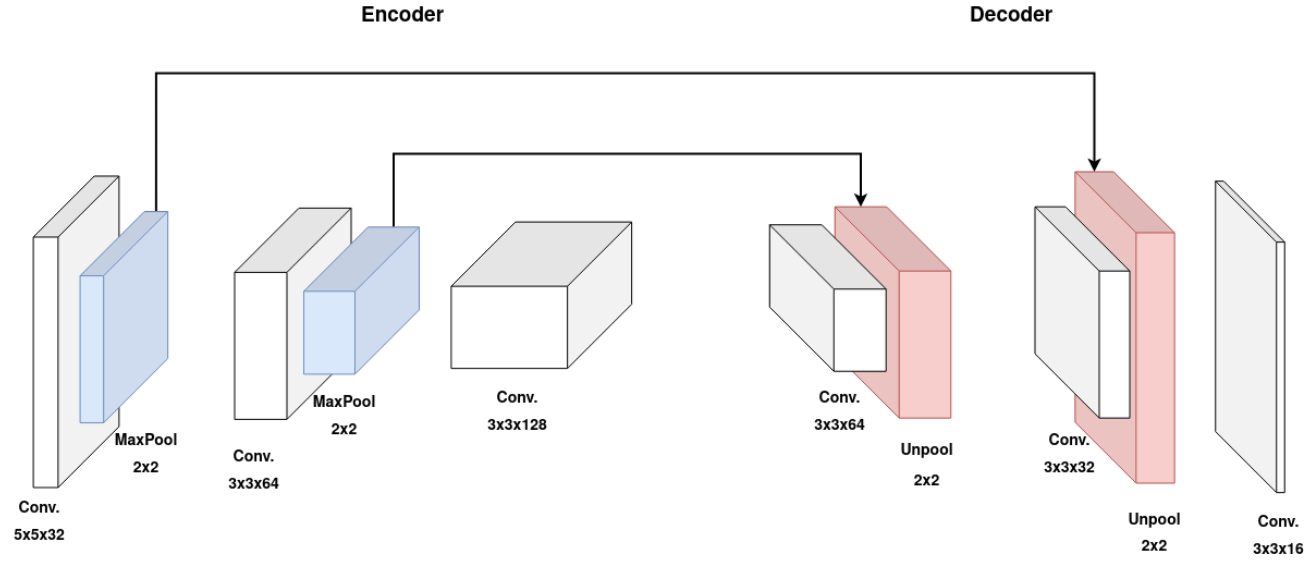 Encoder
Decoder
Conv.
5x5x32
MaxPool
2x2
Conv.
3x3x64
MaxPool
2x2
Conv.
3x3x128
Conv.
3x3x64
Unpool
2x2
Conv.
3x3x32
Unpool
2x2
Conv.
3x3x16